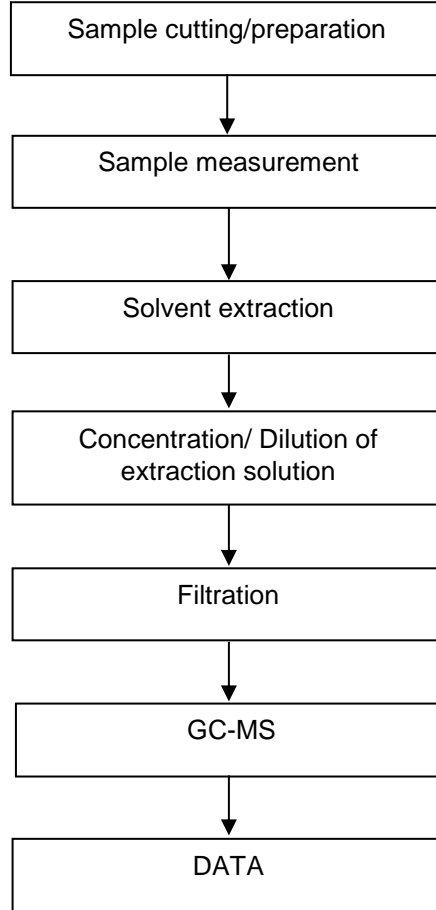 Sample cutting/preparation
Sample measurement
Solvent extraction
Concentration/ Dilution of
extraction solution
Filtration
GC-MS
DATA